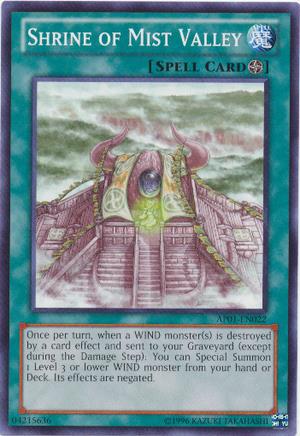 SHRINE OF MIST VALLEY
魔
[SPELL CARD]
AP01-EN022
Once per turn, when a WIND monster(s) is destroyed
by a card effect and sent to your Graveyard (except
during the Damage Step): You can Special Summon
1 Level 3 or lower WIND monster from your hand or
Deck. Its effects are negated.
04215636
©1996 KAZUKI TAKAHASHI